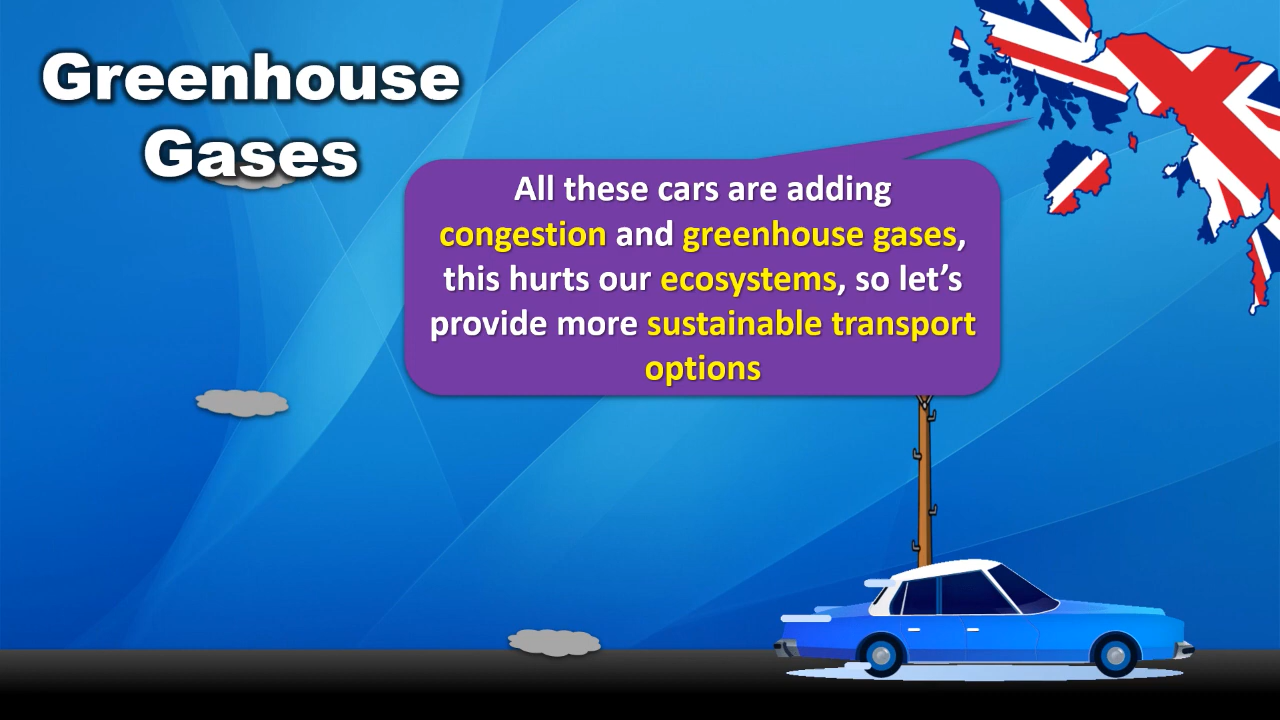 Greenhouse
Gases
All these cars are adding
congestion and greenhouse gases,
this hurts our ecosystems, so let’s
provide more sustainable transport
options